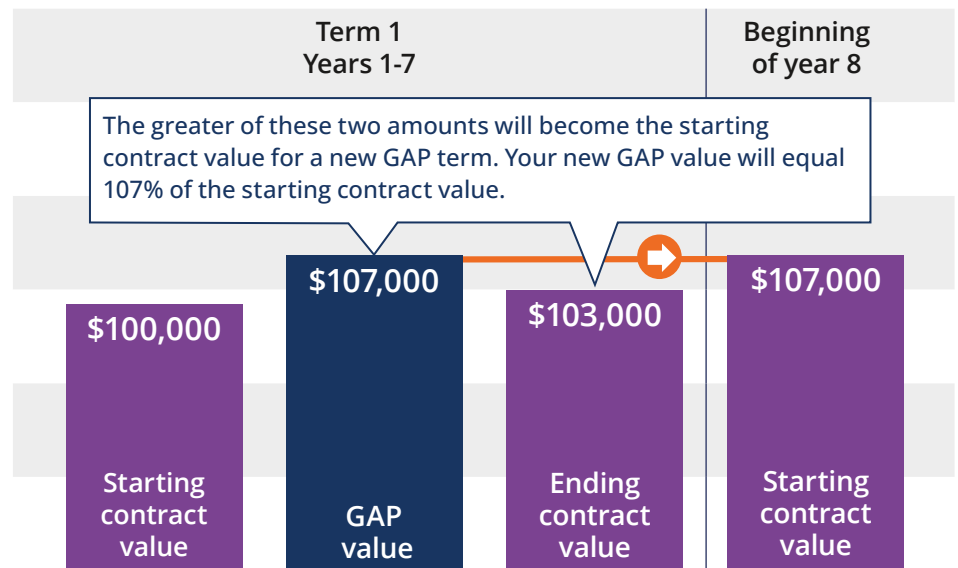 Term 1
Years 1-7
Beginning
of year 8
The greater of these two amounts will become the starting
contract value for a new GAP term. Your new GAP value will equal
107% of the starting contract value.
$100,000
Starting
contract
value
$107,000
GAP
value
$103,000
Ending
contract
value
$107,000
Starting
contract
value